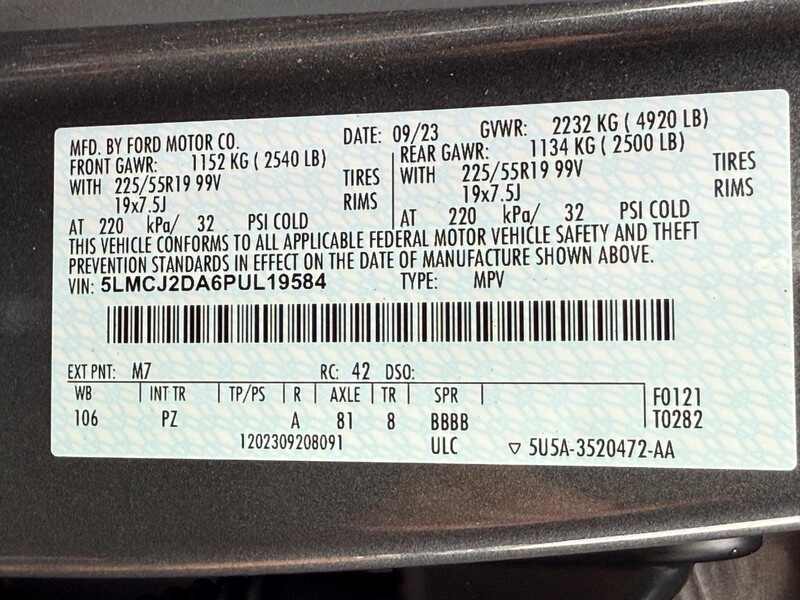 MFD. BY FORD MOTOR CO. DATE: 09/23 GVWR: 2232 KG ( 4920 LB)
FRONT GAWR: 1152 KG ( 2540 LB) REAR GAWR: 1134 KG ( 2500 LB)
WITH 225/55R19 99V TIRES WITH 225/55R19 99V TIRES
19x7.5J RIMS 19x7.5J RIMS
AT 220 kPa/ 32 PSI COLD AT 220 kPa/ 32 PSI COLD
THIS VEHICLE CONFORMS TO ALL APPLICABLE FEDERAL MOTOR VEHICLE SAFETY AND THEFT
PREVENTION STANDARDS IN EFFECT ON THE DATE OF MANUFACTURE SHOWN ABOVE.
VIN: 5LMCJ2DA6PUL19584 TYPE: MPV
EXT PNT: M7 RC: 42 DSO:
WB INT TR TP/PS R AXLE TR SPR F0121
106 PZ A 81 8 BBBB T0282
1202309208091 ULC ▽ 5U5A-3520472-AA